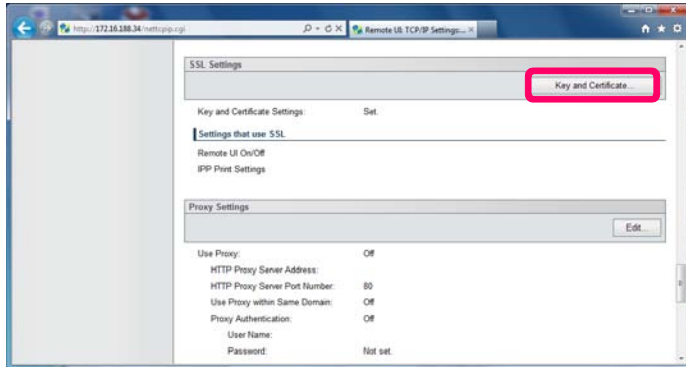 http://172.16.188.34/nettcpip.cgi
Remote UI: TCP/IP Settings:...
SSL Settings
Key and Certificate...
Key and Certificate Settings: Set.
Settings that use SSL
Remote UI On/Off
IPP Print Settings
Proxy Settings
Edit...
Use Proxy: Off
HTTP Proxy Server Address:
HTTP Proxy Server Port Number: 80
Use Proxy within Same Domain: Off
Proxy Authentication: Off
User Name:
Password: Not set.